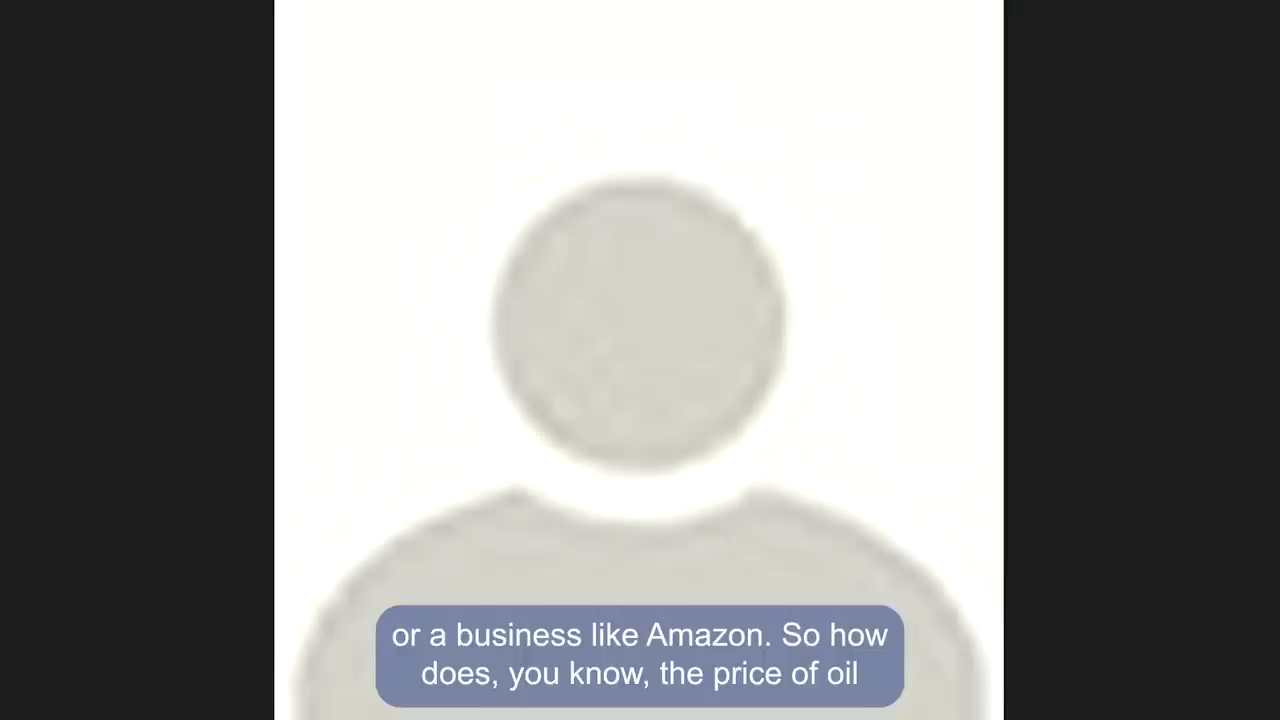 or a business like Amazon. So how
does, you know, the price of oil